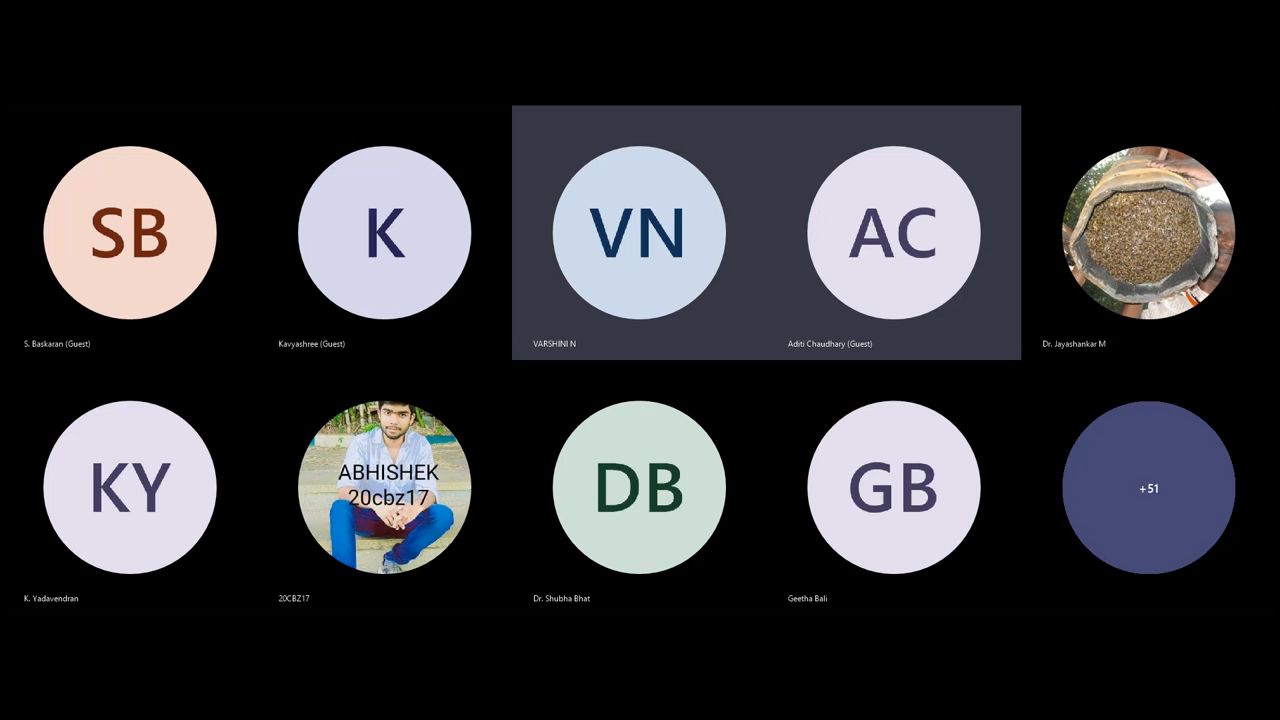 SB
K
VN
AC
S. Baskaran (Guest)
Kavyashree (Guest)
VARSHINI N
Aditi Chaudhary (Guest)
Dr. Jayashankar M
KY
ABHISHEK
20cbz17
DB
GB
+51
K. Yadavendran
20CBZ17
Dr. Shubha Bhat
Geetha Bali